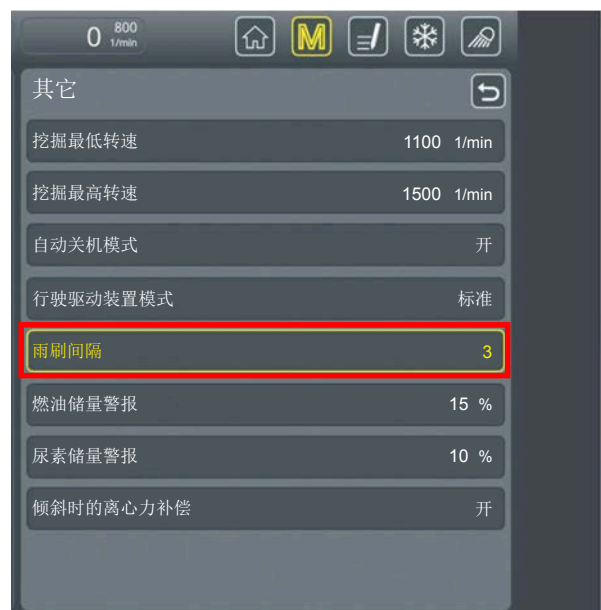 0 800 1/min M
其它
挖掘最低转速 1100 1/min
挖掘最高转速 1500 1/min
自动关机模式 开
行驶驱动装置模式 标准
雨刷间隔 3
燃油储量警报 15 %
尿素储量警报 10 %
倾斜时的离心力补偿 开